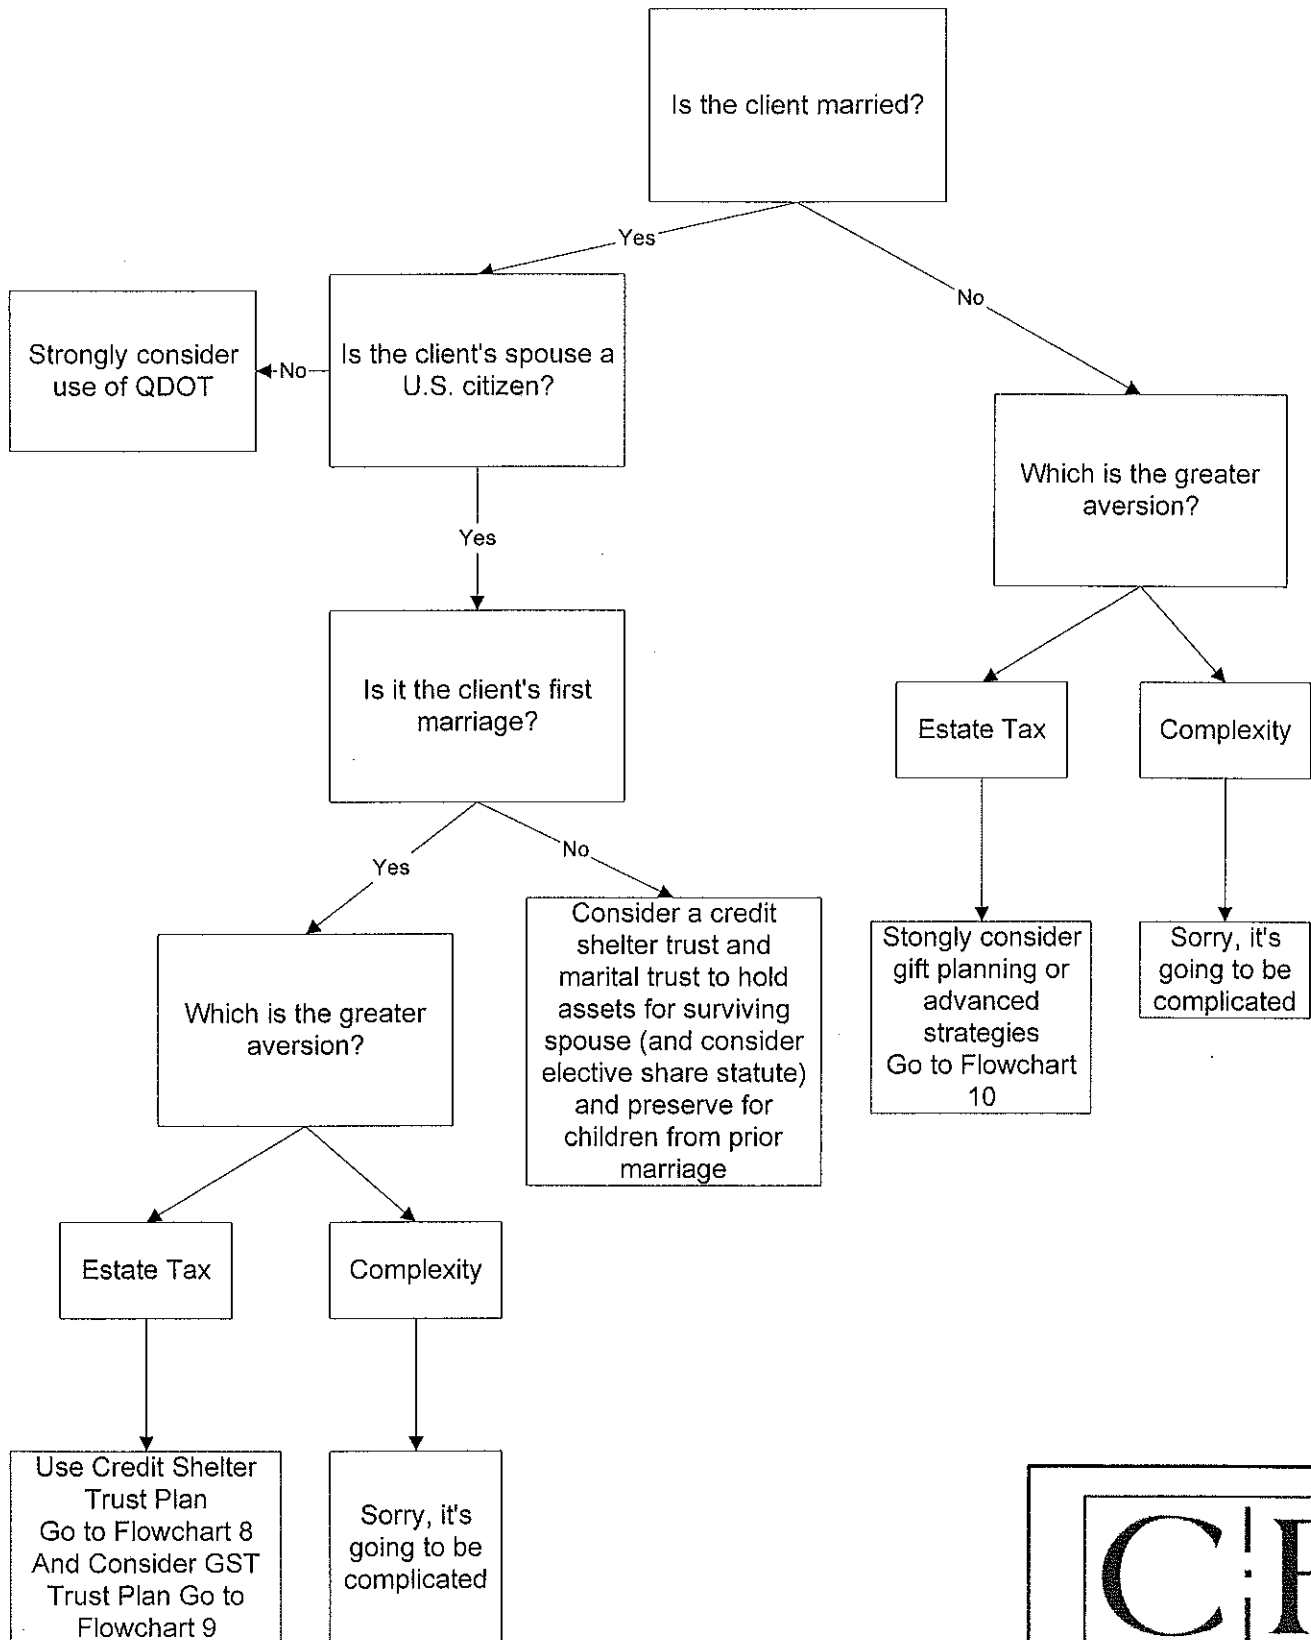 Is the client married?
Yes
No
Strongly consider
use of QDOT
No
Is the client's spouse a
U.S. citizen?
Which is the greater
aversion?
Yes
Is it the client's first
marriage?
Estate Tax
Complexity
Yes
No
Which is the greater
aversion?
Consider a credit
shelter trust and
marital trust to hold
assets for surviving
spouse (and consider
elective share statute)
and preserve for
children from prior
marriage
Stongly consider
gift planning or
advanced
strategies
Go to Flowchart
10
Sorry, it's
going to be
complicated
Estate Tax
Complexity
Use Credit Shelter
Trust Plan
Go to Flowchart 8
And Consider GST
Trust Plan Go to
Flowchart 9
Sorry, it's
going to be
complicated